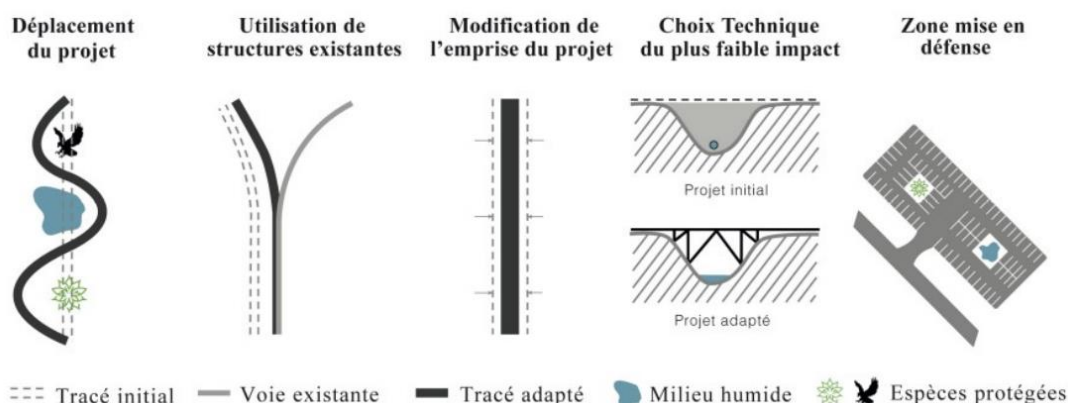 Déplacement
du projet
Utilisation de
structures existantes
Modification de
l'emprise du projet
Choix Technique
du plus faible impact
Zone mise en
défense
Projet initial
Projet adapté
Tracé initial
Voie existante
Tracé adapté
Milieu humide
Espèces protégées